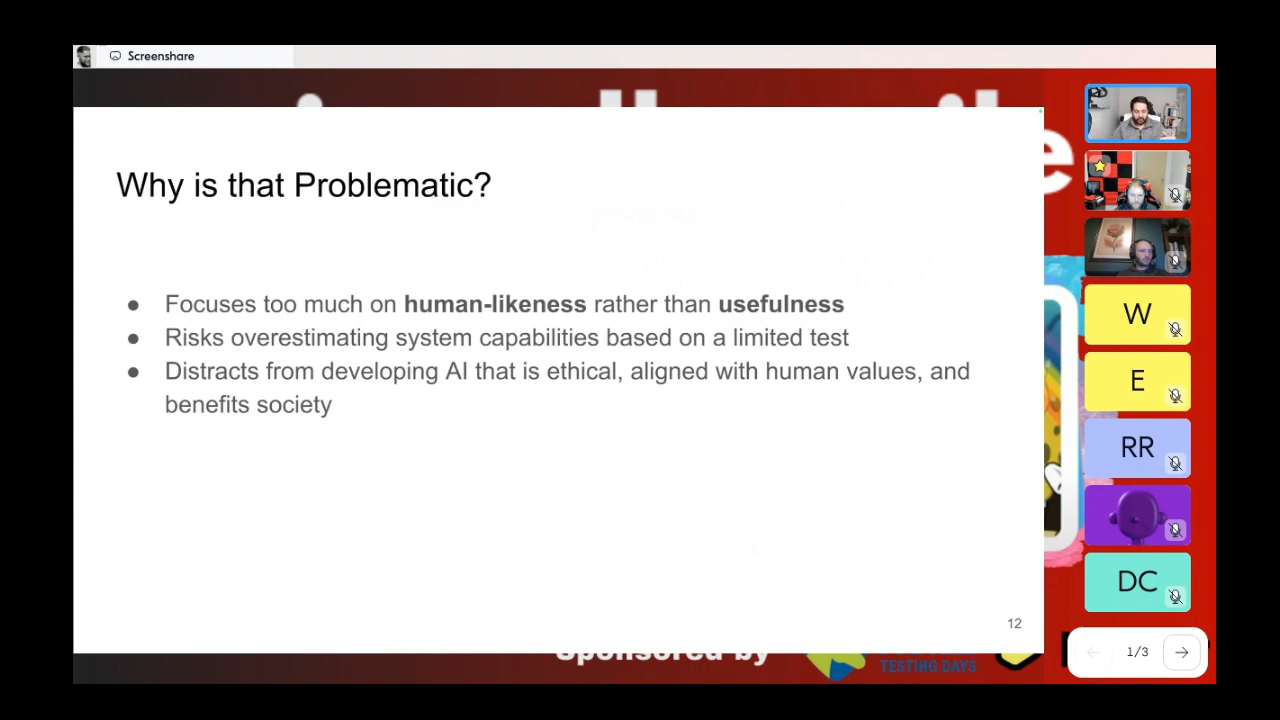 Screenshare
Why is that Problematic?
● Focuses too much on human-likeness rather than usefulness
● Risks overestimating system capabilities based on a limited test
● Distracts from developing AI that is ethical, aligned with human values, and
benefits society
12
W
E
RR
DC
1/3
Sponsored by
TESTING DAYS